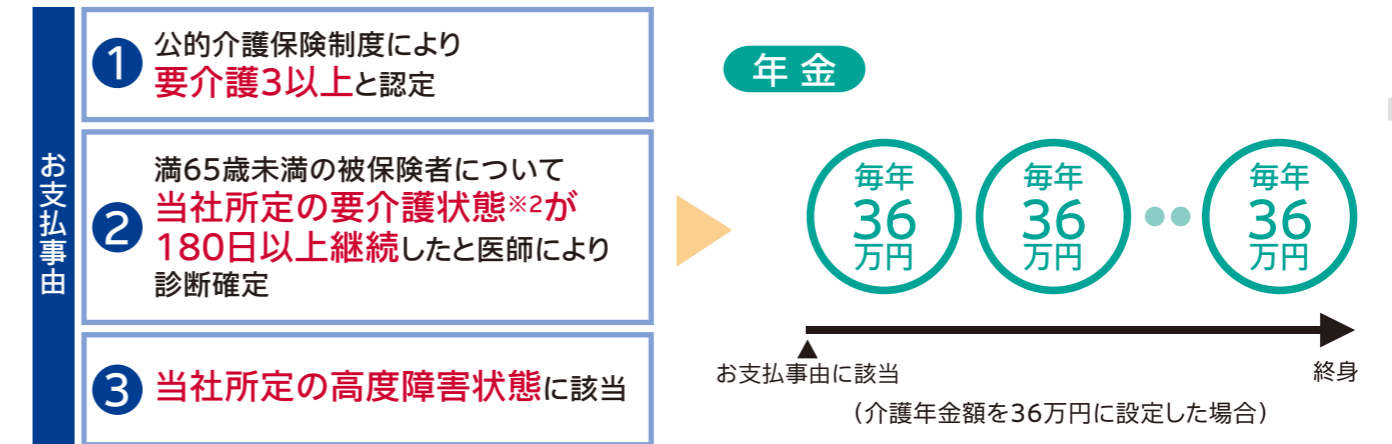 お支払事由
1
公的介護保険制度により
要介護3以上と認定
2
満65歳未満の被保険者について
当社所定の要介護状態※2が
180日以上継続したと医師により
診断確定
3
当社所定の高度障害状態に該当
年金
毎年
36
万円
毎年
36
万円
毎年
36
万円
お支払事由に該当
終身
(介護年金額を36万円に設定した場合)